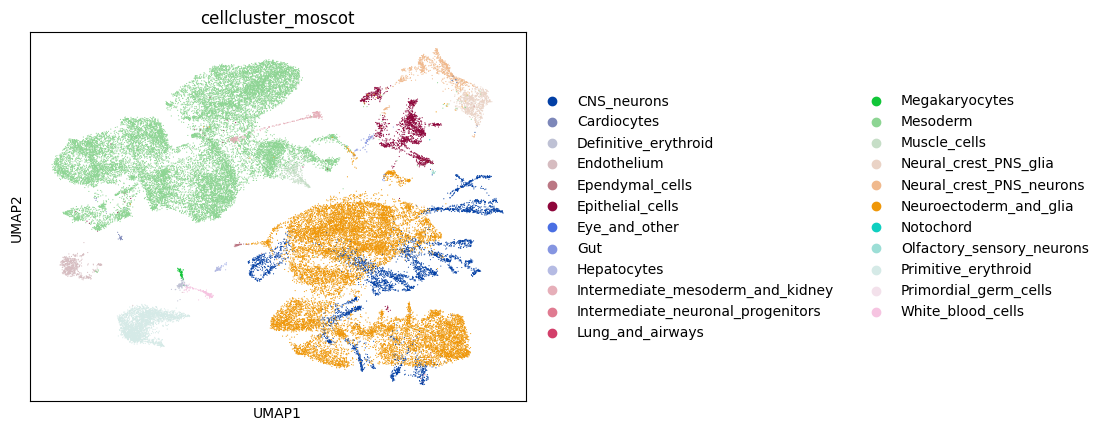 cellcluster_moscot
UMAP2
UMAP1
CNS_neurons
Cardiocytes
Definitive_erythroid
Endothelium
Ependymal_cells
Epithelial_cells
Eye_and_other
Gut
Hepatocytes
Intermediate_mesoderm_and_kidney
Intermediate_neuronal_progenitors
Lung_and_airways
Megakaryocytes
Mesoderm
Muscle_cells
Neural_crest_PNS_glia
Neural_crest_PNS_neurons
Neuroectoderm_and_glia
Notochord
Olfactory_sensory_neurons
Primitive_erythroid
Primordial_germ_cells
White_blood_cells